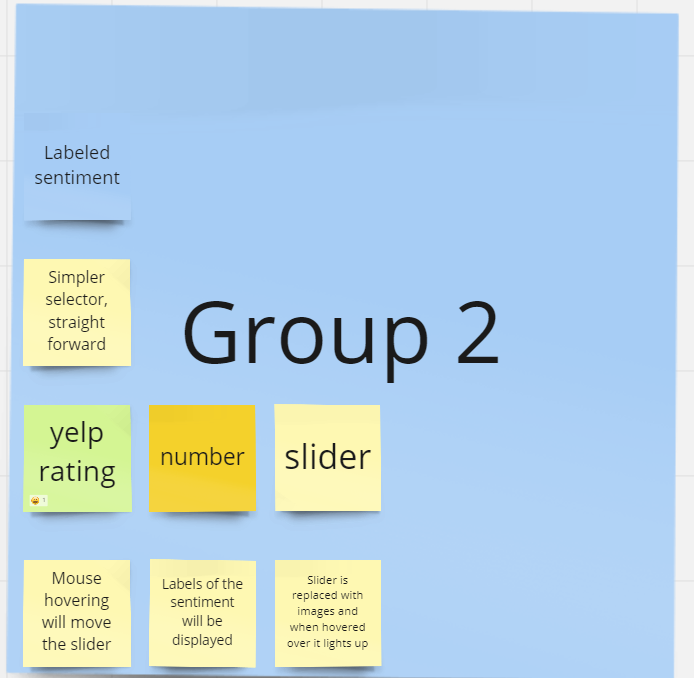 Labeled
sentiment
Simpler
selector,
straight
forward
Group 2
yelp
rating
1
number
slider
Mouse
hovering
will move
the slider
Labels of the
sentiment
will be
displayed
Slider is
replaced with
images and
when hovered
over it lights up